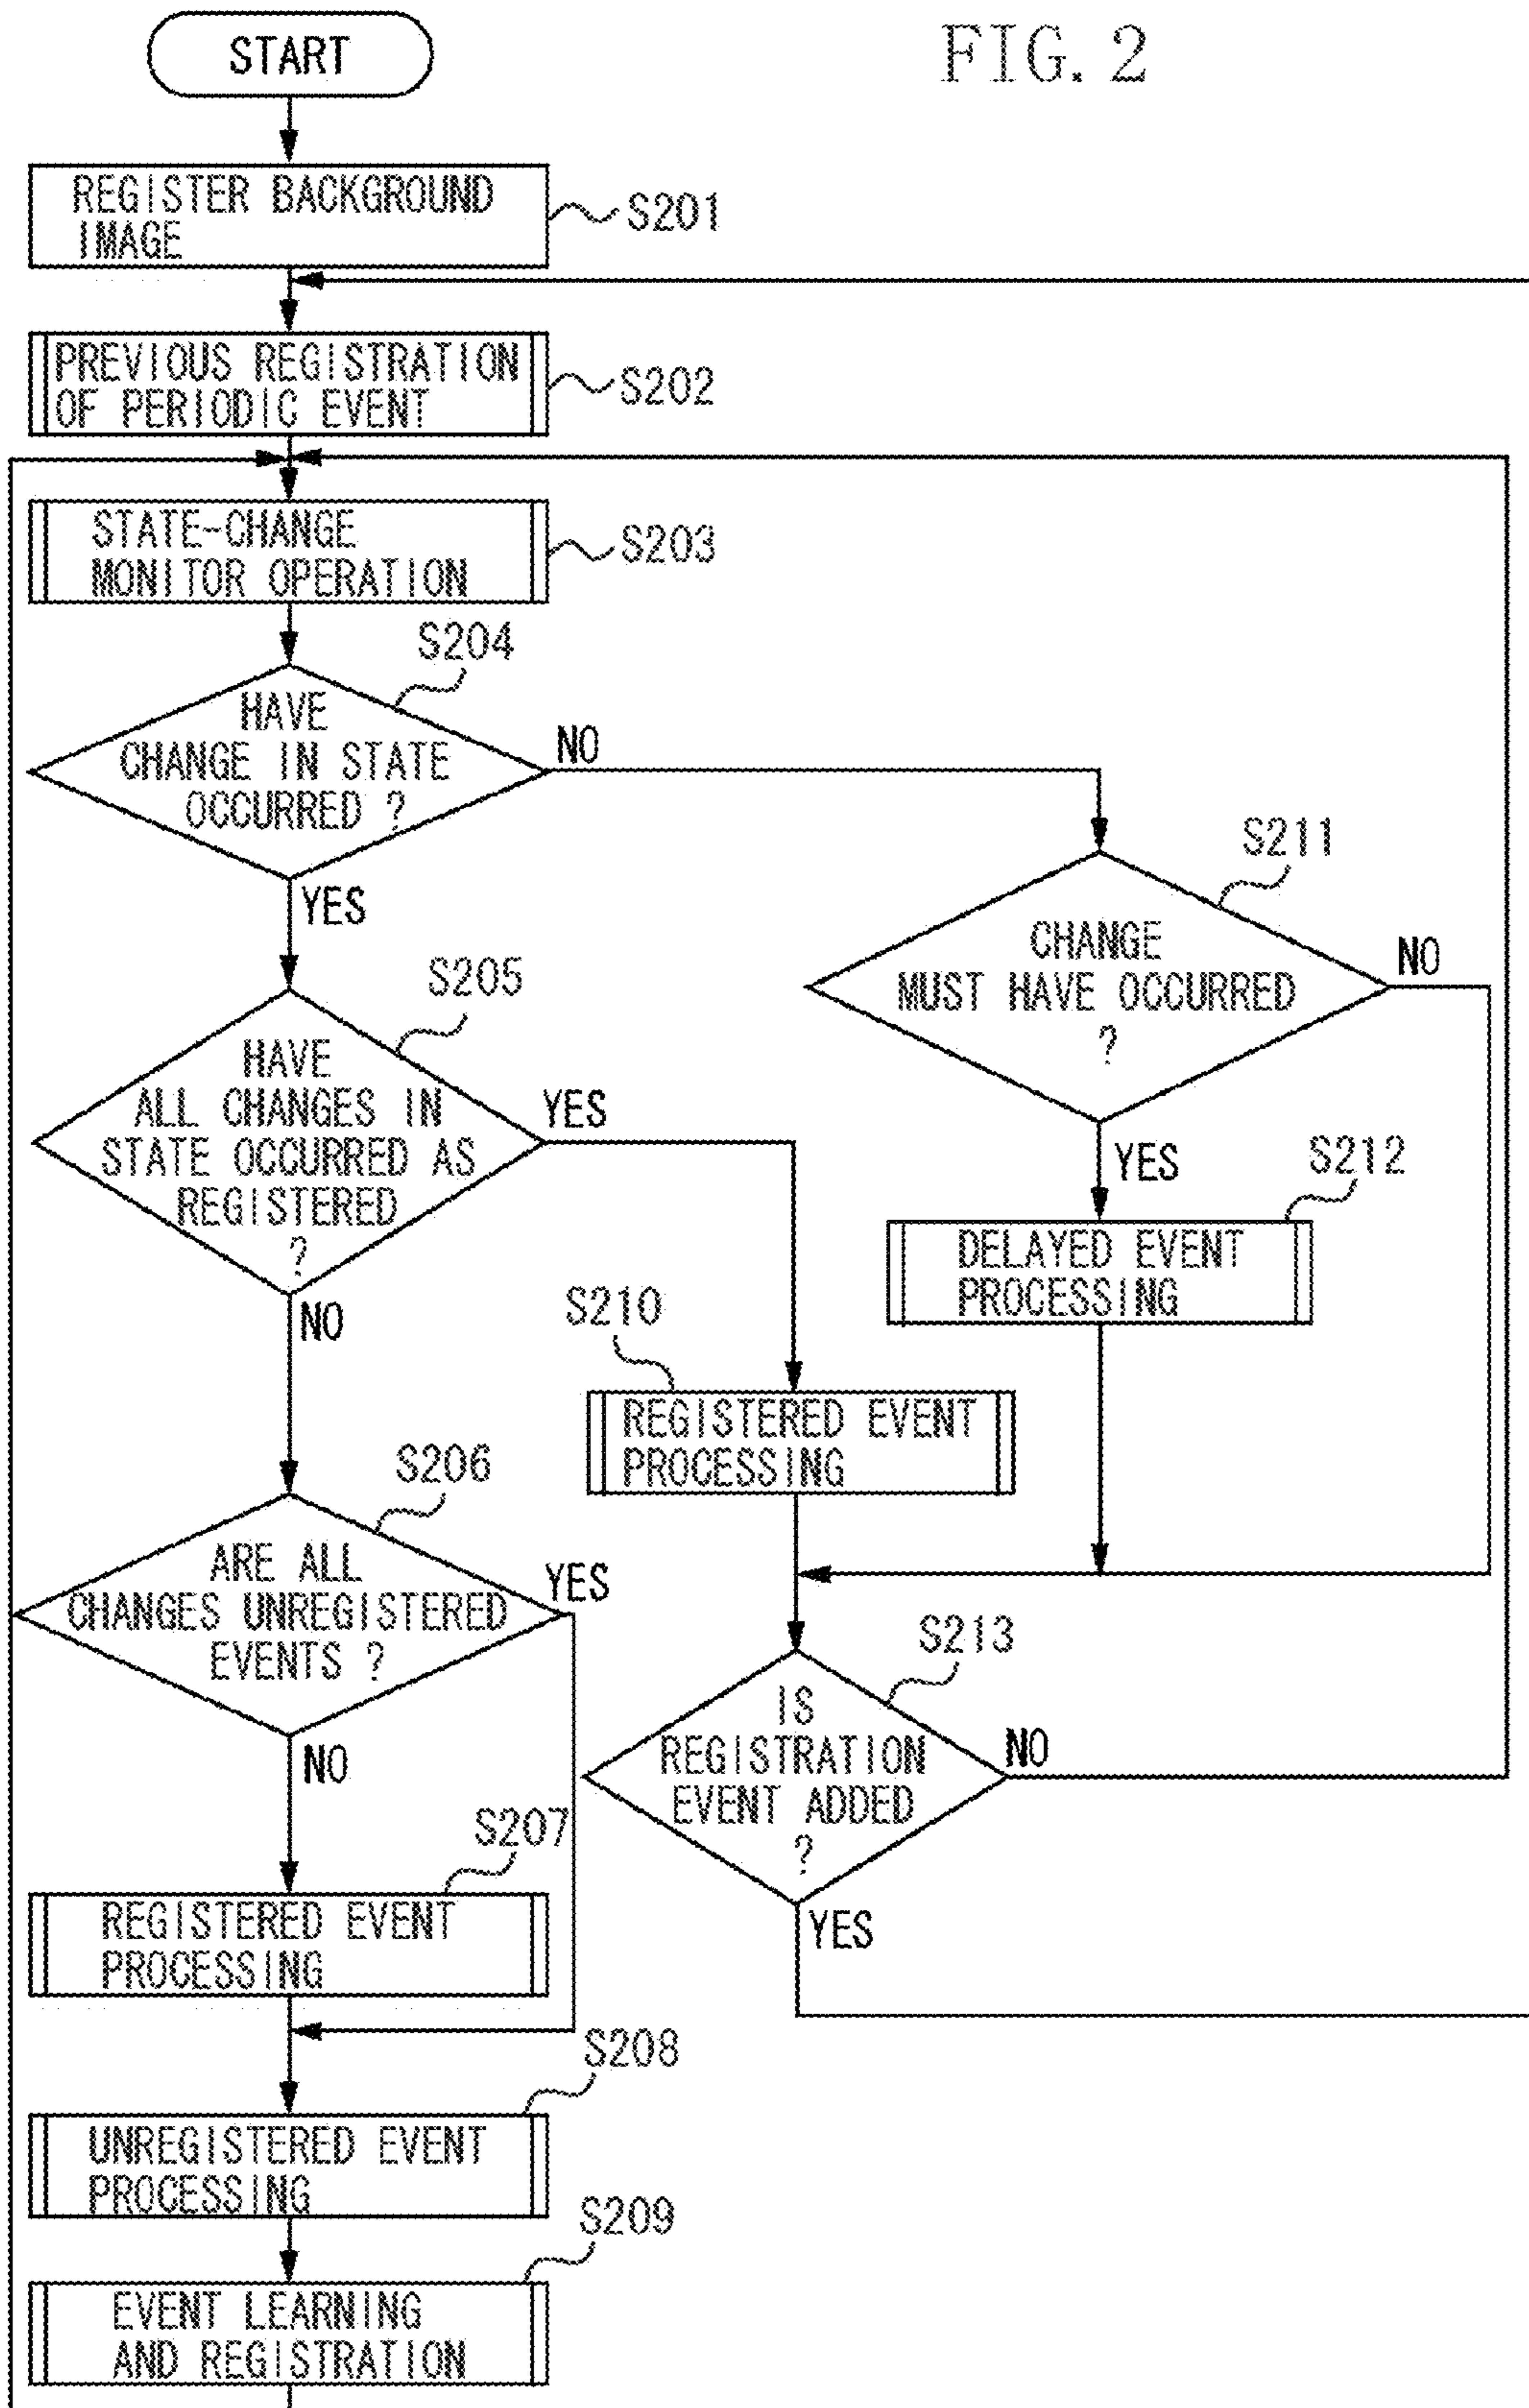 FIG. 2
START
REGISTER BACKGROUND
IMAGE
S201
PREVIOUS REGISTRATION
OF PERIODIC EVENT
S202
STATE-CHANGE
MONITOR OPERATION
S203
S204
HAVE
CHANGE IN STATE
OCCURRED ?
NO
YES
S211
CHANGE
MUST HAVE OCCURRED
?
NO
YES
S205
HAVE
ALL CHANGES IN
STATE OCCURRED AS
REGISTERED
?
YES
NO
S212
DELAYED EVENT
PROCESSING
S210
REGISTERED EVENT
PROCESSING
S206
ARE ALL
CHANGES UNREGISTERED
EVENTS ?
YES
NO
S213
IS
REGISTRATION
EVENT ADDED
?
NO
YES
S207
REGISTERED EVENT
PROCESSING
S208
UNREGISTERED EVENT
PROCESSING
S209
EVENT LEARNING
AND REGISTRATION